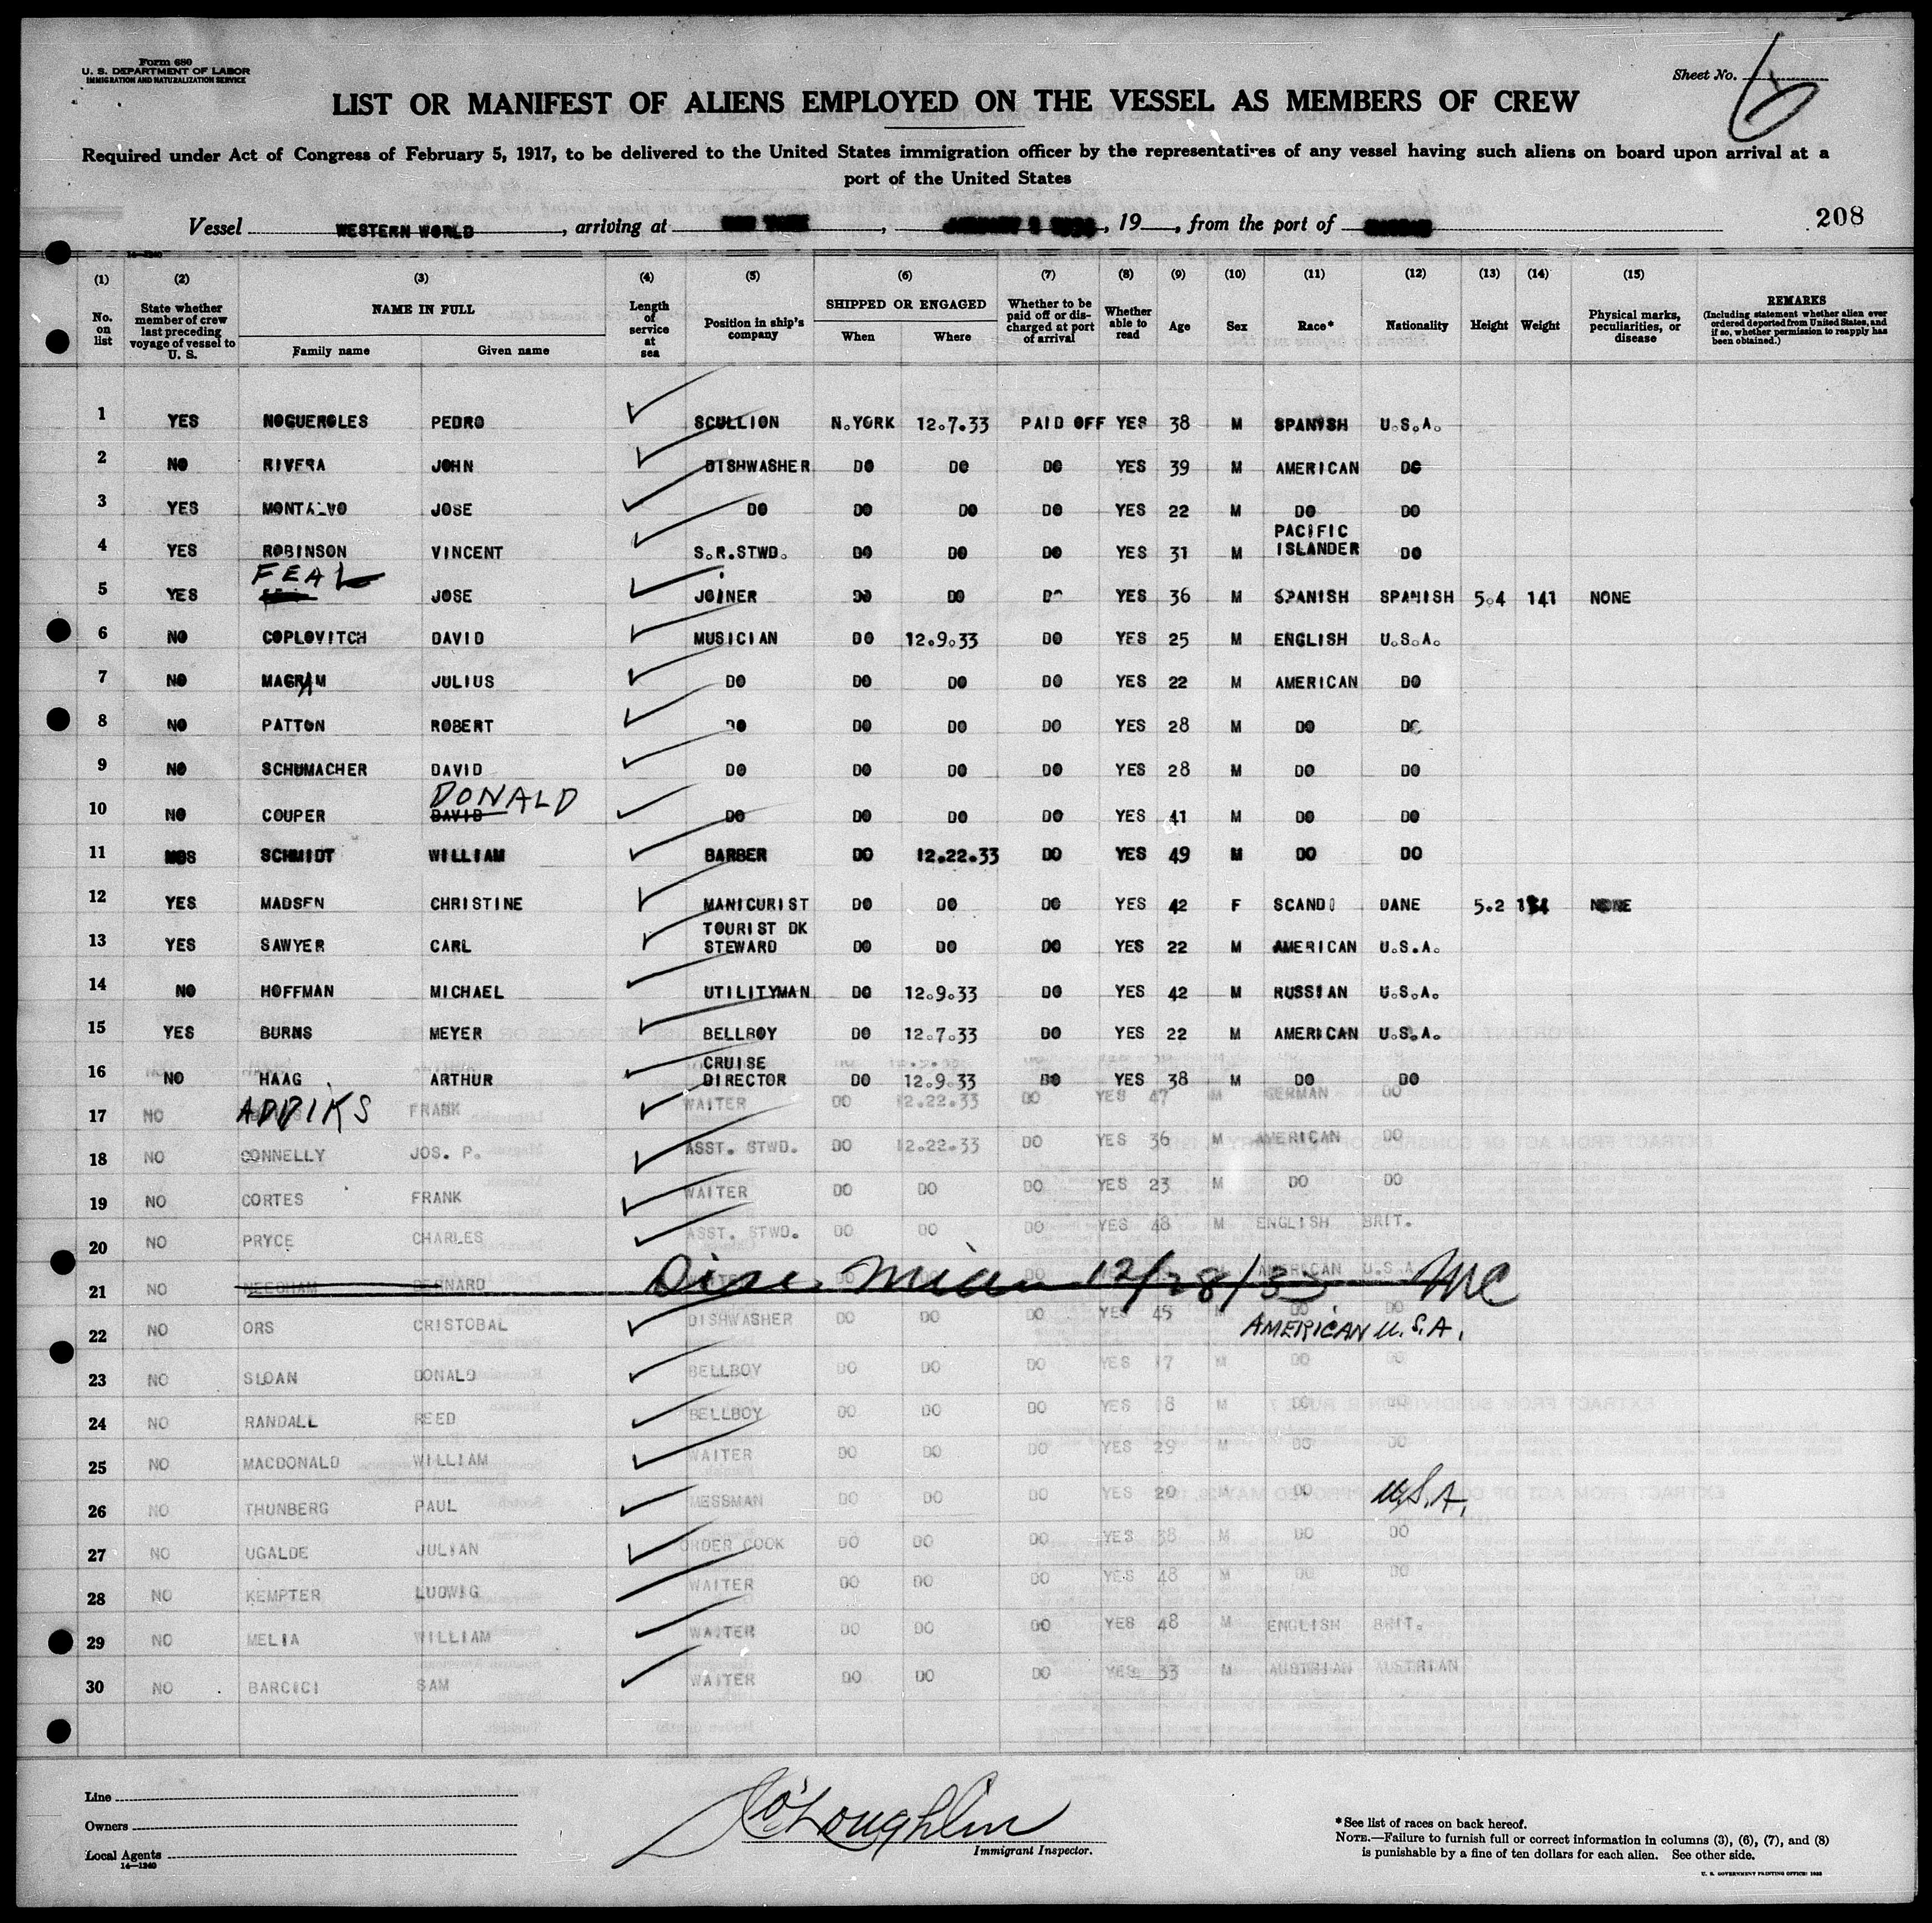 Form 680
U. S. DEPARTMENT OF LABOR
IMMIGRATION AND NATURALIZATION SERVICE
Sheet No. 6
LIST OR MANIFEST OF ALIENS EMPLOYED ON THE VESSEL AS MEMBERS OF CREW
Required under Act of Congress of February 5, 1917, to be delivered to the United States immigration officer by the representatives of any vessel having such aliens on board upon arrival at a
port of the United States
Vessel WESTERN WORLD, arriving at , , 19 , from the port of
208
14—1240
(1) (2) (3) (4) (5) (6) (7) (8) (9) (10) (11) (12) (13) (14) (15)
No. on list
State whether member of crew last preceding voyage of vessel to U. S.
NAME IN FULL
Family name Given name
Length of service at sea
Position in ship's company
SHIPPED OR ENGAGED
When Where
Whether to be paid off or discharged at port of arrival
Whether able to read
Age
Sex
Race*
Nationality
Height
Weight
Physical marks, peculiarities, or disease
REMARKS
(Including statement whether alien ever ordered deported from United States, and if so, whether permission to reapply has been obtained.)
1 YES NOGUEROLES PEDRO SCULLION N.YORK 12.7.33 PAID OFF YES 38 M SPANISH U.S.A.
2 NO RIVERA JOHN DISHWASHER DO DO DO YES 39 M AMERICAN DO
3 YES MONTALVO JOSE DO DO DO DO YES 22 M DO DO
4 YES ROBINSON VINCENT S.R.STWD. DO DO DO YES 31 M PACIFIC ISLANDER DO
5 YES FEAL JOSE JOINER DO DO DO YES 36 M SPANISH SPANISH 5.4 141 NONE
6 NO COPLOVITCH DAVID MUSICIAN DO 12.9.33 DO YES 25 M ENGLISH U.S.A.
7 NO MAGRAM JULIUS DO DO DO DO YES 22 M AMERICAN DO
8 NO PATTON ROBERT DO DO DO DO YES 28 M DO DO
9 NO SCHUMACHER DAVID DO DO DO DO YES 28 M DO DO
10 NO COUPER DAVID DONALD DO DO DO DO YES 41 M DO DO
11 SCHMIDT WILLIAM BARBER DO 12.22.33 DO YES 49 M DO DO
12 YES MADSEN CHRISTINE MANICURIST DO DO DO YES 42 F SCAND DANE 5.2 NONE
13 YES SAWYER CARL TOURIST DK STEWARD DO DO DO YES 22 M AMERICAN U.S.A.
14 NO HOFFMAN MICHAEL UTILITYMAN DO 12.9.33 DO YES 42 M RUSSIAN U.S.A.
15 YES BURNS MEYER BELLBOY DO 12.7.33 DO YES 22 M AMERICAN U.S.A.
16 NO HAAG ARTHUR CRUISE DIRECTOR DO 12.9.33 DO YES 38 M DO DO
17 NO ADDIKS FRANK WAITER DO 12.22.33 DO YES 47 M GERMAN DO
18 NO CONNELLY JOS. P. ASST. STWD. DO 12.22.33 DO YES 36 M AMERICAN DO
19 NO CORTES FRANK WAITER DO DO DO YES 23 M DO DO
20 NO PRYCE CHARLES ASST. STWD. DO DO DO YES 48 M ENGLISH BRIT.
21 NO NEEDHAM BERNARD Disc. Miami 12/28/33 AMERICAN U.S.A. MC
22 NO ORS CRISTOBAL DISHWASHER DO DO DO YES 45 M DO DO AMERICAN U.S.A.
23 NO SLOAN DONALD BELLBOY DO DO DO YES 17 M DO DO
24 NO RANDALL REED BELLBOY DO DO DO YES 8 M DO DO
25 NO MACDONALD WILLIAM WAITER DO DO DO YES 29 M DO DO
26 NO THUNBERG PAUL MESSMAN DO DO DO YES 20 M DO U.S.A.
27 NO UGALDE JULIAN ORDER COOK DO DO DO YES 38 M DO DO
28 NO KEMPTER LUDWIG WAITER DO DO DO YES 48 M DO DO
29 NO MELIA WILLIAM WAITER DO DO DO YES 48 M ENGLISH BRIT.
30 NO BARCICI SAM WAITER DO DO DO YES 33 M AUSTRIAN AUSTRIAN
Line
Owners
Local Agents
14—1240
O'Loughlin
Immigrant Inspector.
*See list of races on back hereof.
NOTE.—Failure to furnish full or correct information in columns (3), (6), (7), and (8)
is punishable by a fine of ten dollars for each alien. See other side.
U. S. GOVERNMENT PRINTING OFFICE: 1933